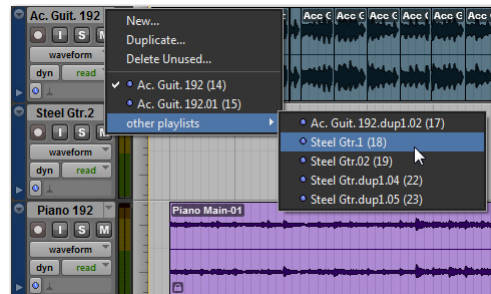 Ac. Guit. 192
I S M
waveform
dyn read
New...
Duplicate...
Delete Unused...
Ac. Guit. 192 (14)
Ac. Guit. 192.01 (15)
other playlists
Ac. Guit. 192.dup1.02 (17)
Steel Gtr.1 (18)
Steel Gtr.02 (19)
Steel Gtr.dup1.04 (22)
Steel Gtr.dup1.05 (23)
Acc G Acc G Acc G Acc G Acc G Acc
Steel Gtr.2
I S M
waveform
dyn read
Piano 192
I S M
waveform
dyn read
Piano Main-01